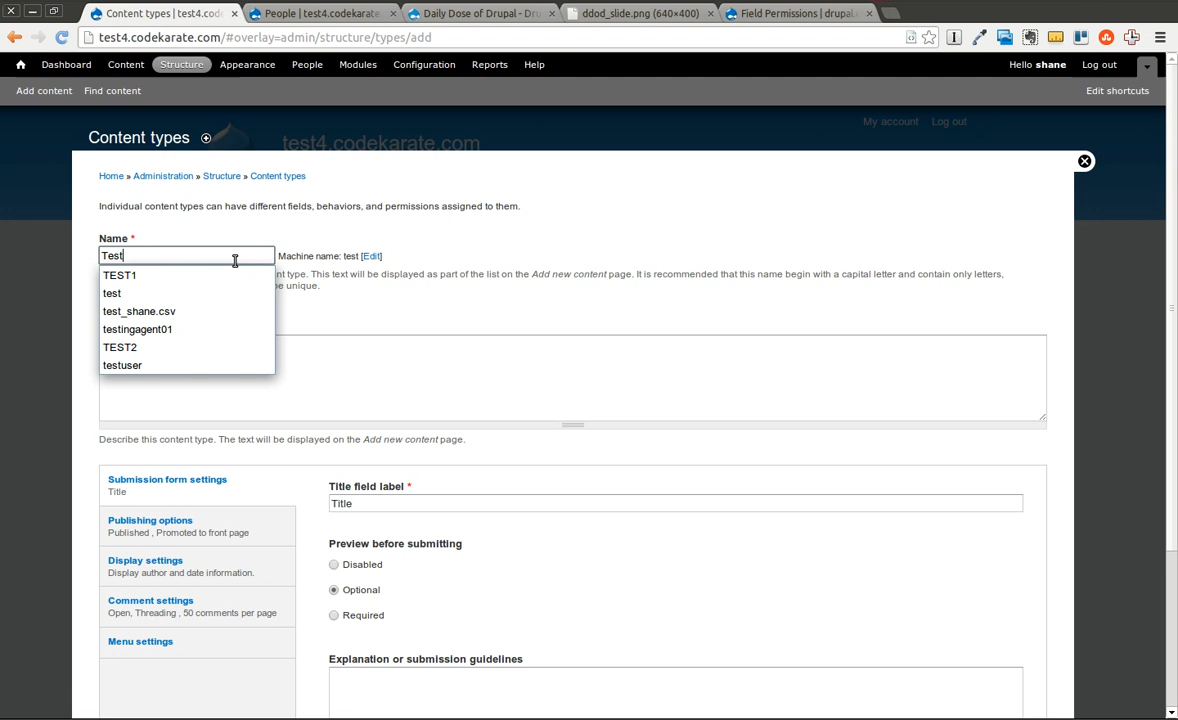 Content types | test4.cod
People | test4.codekarate
Daily Dose of Drupal - Dru
ddod_slide.png (640×400)
Field Permissions | drupal.
test4.codekarate.com/#overlay=admin/structure/types/add
Dashboard Content Structure Appearance People Modules Configuration Reports Help Hello shane Log out
Add content Find content Edit shortcuts
My account Log out
Content types
test4.codekarate.com
Home » Administration » Structure » Content types
Individual content types can have different fields, behaviors, and permissions assigned to them.
Name *
Test Machine name: test [Edit]
TEST1
nt type. This text will be displayed as part of the list on the Add new content page. It is recommended that this name begin with a capital letter and contain only letters,
e unique.
test
test_shane.csv
testingagent01
TEST2
testuser
Describe this content type. The text will be displayed on the Add new content page.
Submission form settings
Title
Publishing options
Published , Promoted to front page
Display settings
Display author and date information.
Comment settings
Open, Threading , 50 comments per page
Menu settings
Title field label *
Title
Preview before submitting
Disabled
Optional
Required
Explanation or submission guidelines